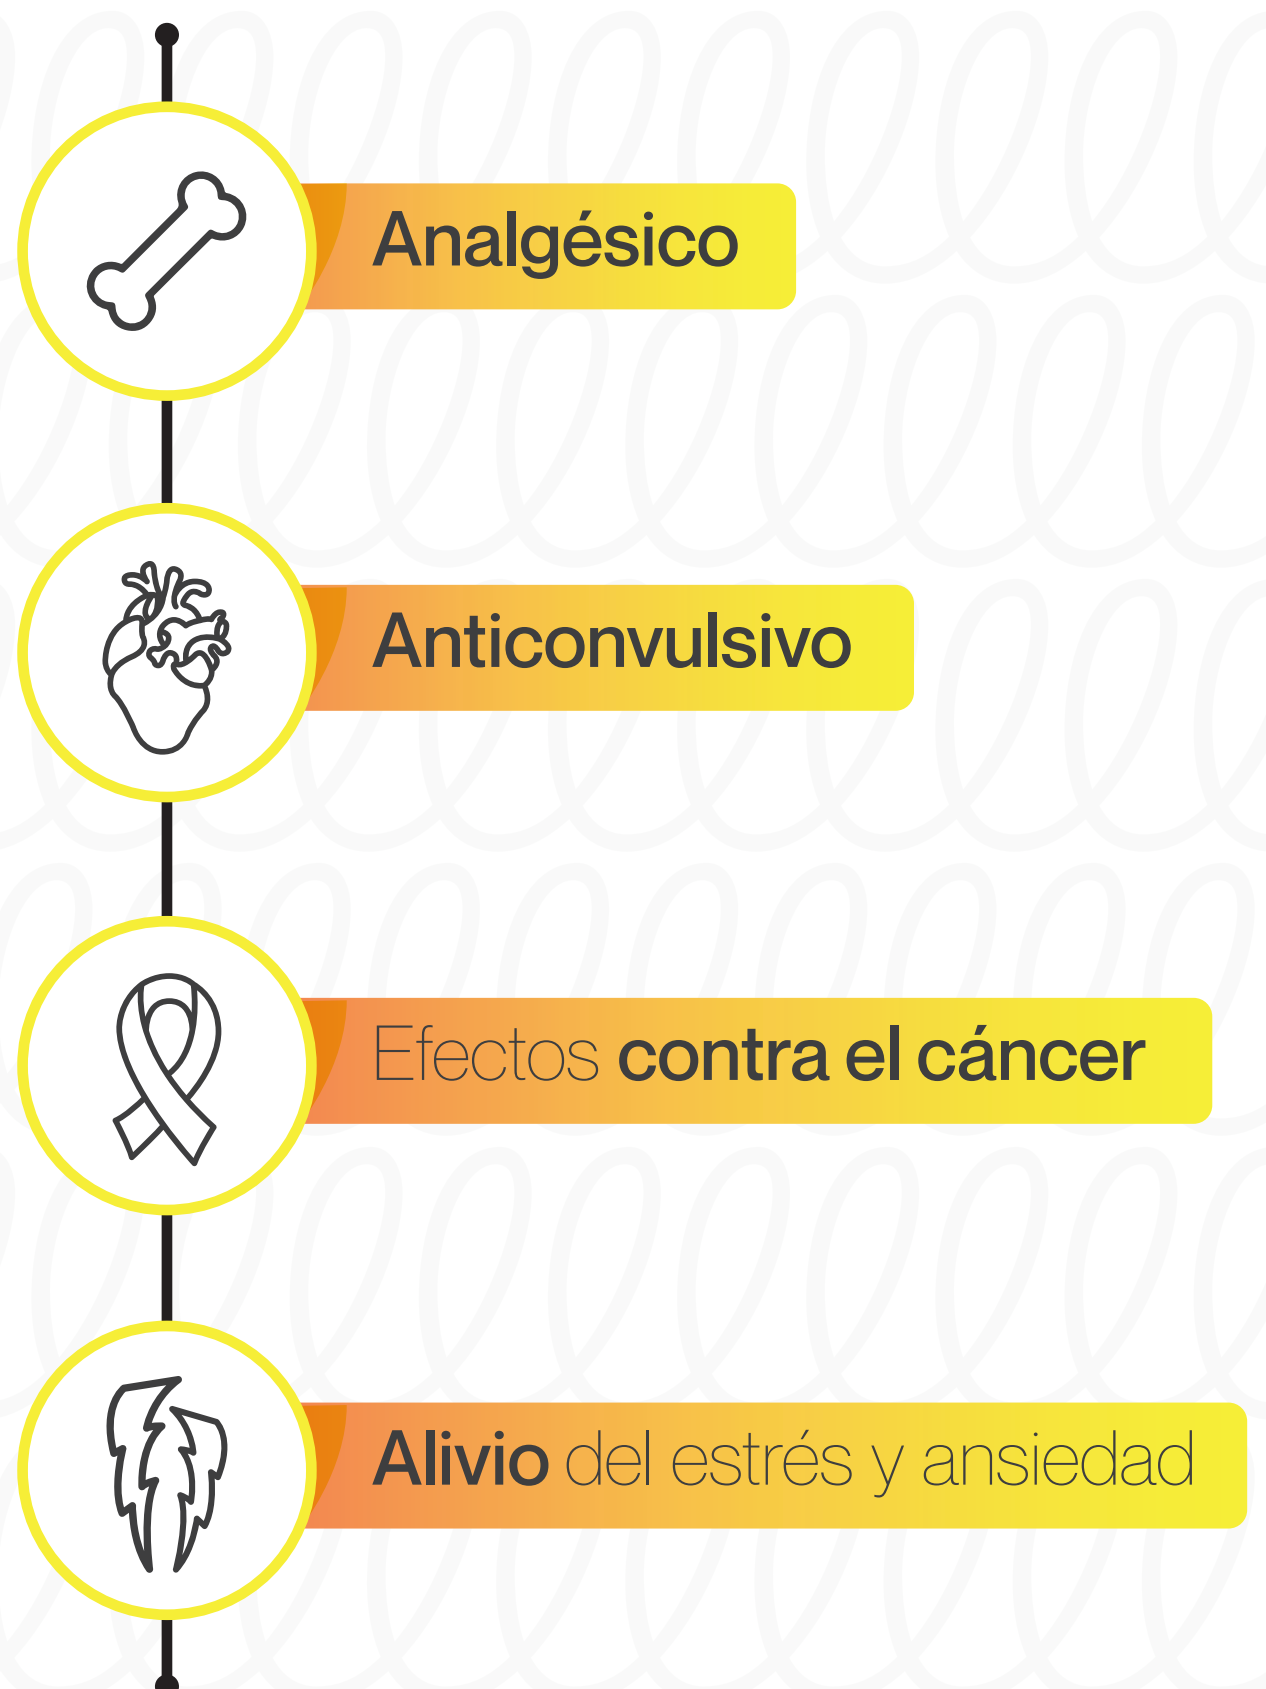 Analgésico
Anticonvulsivo
Efectos contra el cáncer
Alivio del estrés y ansiedad